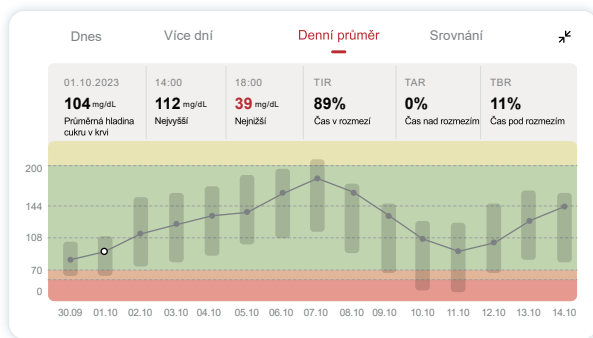 Dnes Více dní Denní průměr Srovnání
01.10.2023 14:00 18:00 TIR TAR TBR
104 mg/dL 112 mg/dL 39 mg/dL 89% 0% 11%
Průměrná hladina Nejvyšší Nejnižší Čas v rozmezí Čas nad rozmezím Čas pod rozmezím
cukru v krvi
200
144
108
70
0
30.09 01.10 02.10 03.10 04.10 05.10 06.10 07.10 08.10 09.10 10.10 11.10 12.10 13.10 14.10